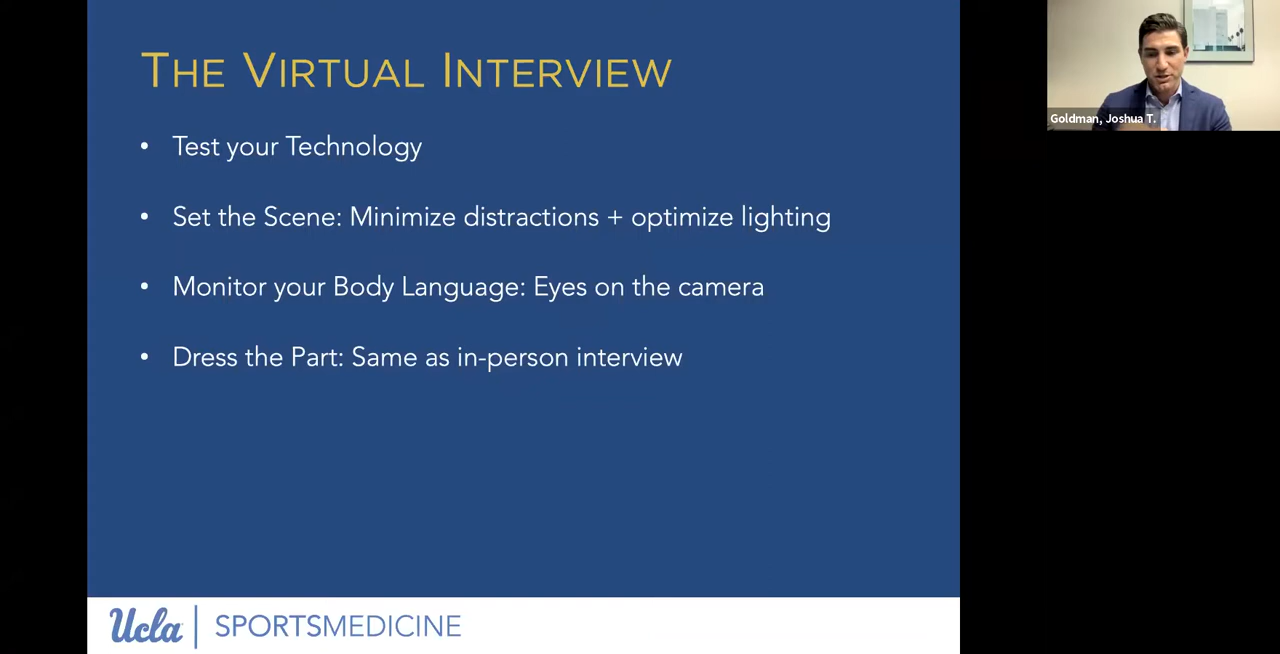 THE VIRTUAL INTERVIEW
• Test your Technology
• Set the Scene: Minimize distractions + optimize lighting
• Monitor your Body Language: Eyes on the camera
• Dress the Part: Same as in-person interview
Ucla | SPORTSMEDICINE
Goldman, Joshua T.